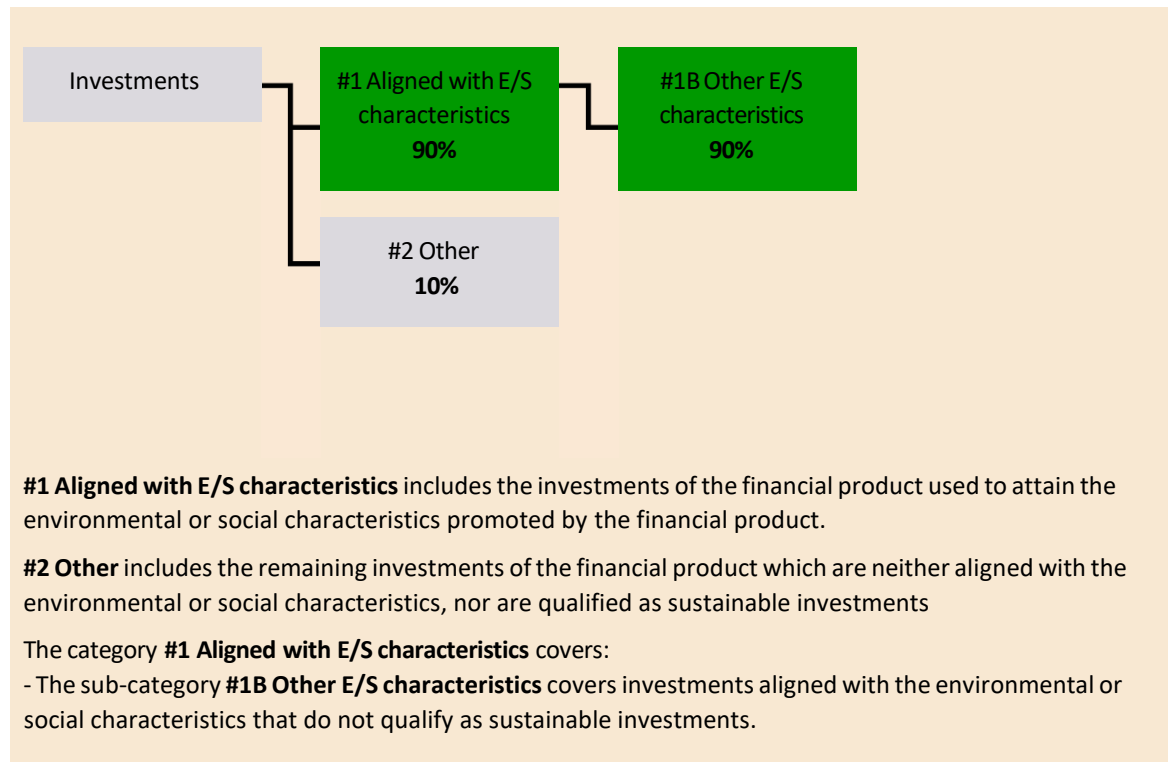 Investments
#1 Aligned with E/S
characteristics
90%
#1B Other E/S
characteristics
90%
#2 Other
10%
#1 Aligned with E/S characteristics includes the investments of the financial product used to attain the
environmental or social characteristics promoted by the financial product.
#2 Other includes the remaining investments of the financial product which are neither aligned with the
environmental or social characteristics, nor are qualified as sustainable investments
The category #1 Aligned with E/S characteristics covers:
- The sub-category #1B Other E/S characteristics covers investments aligned with the environmental or
social characteristics that do not qualify as sustainable investments.